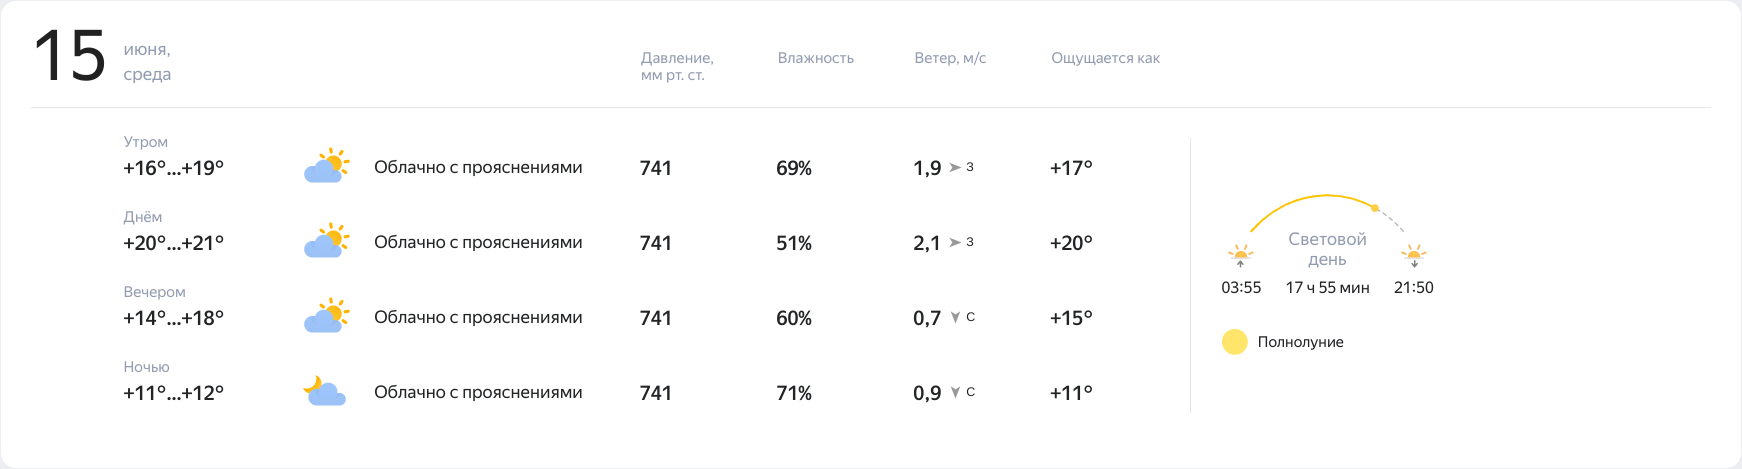 15 июня,
среда
Давление,
мм рт. ст.
Влажность
Ветер, м/с
Ощущается как
Утром
+16°...+19° Облачно с прояснениями 741 69% 1,9 З +17°
Днём
+20°...+21° Облачно с прояснениями 741 51% 2,1 З +20°
Вечером
+14°...+18° Облачно с прояснениями 741 60% 0,7 С +15°
Ночью
+11°...+12° Облачно с прояснениями 741 71% 0,9 С +11°
Световой
день
03:55 17 ч 55 мин 21:50
Полнолуние